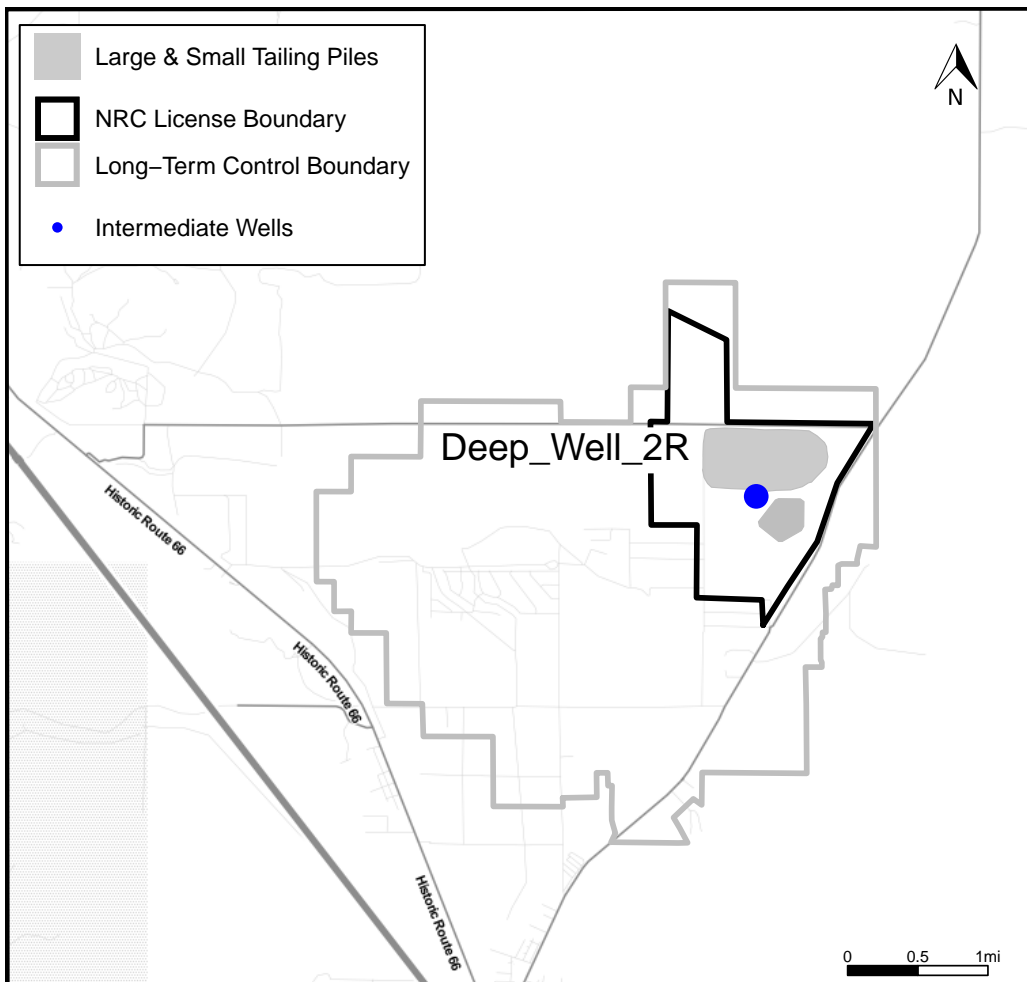 Large & Small Tailing Piles
NRC License Boundary
Long−Term Control Boundary
Intermediate Wells
N
Deep_Well_2R
Historic Route 66
Historic Route 66
Historic Route 66
0 0.5 1mi